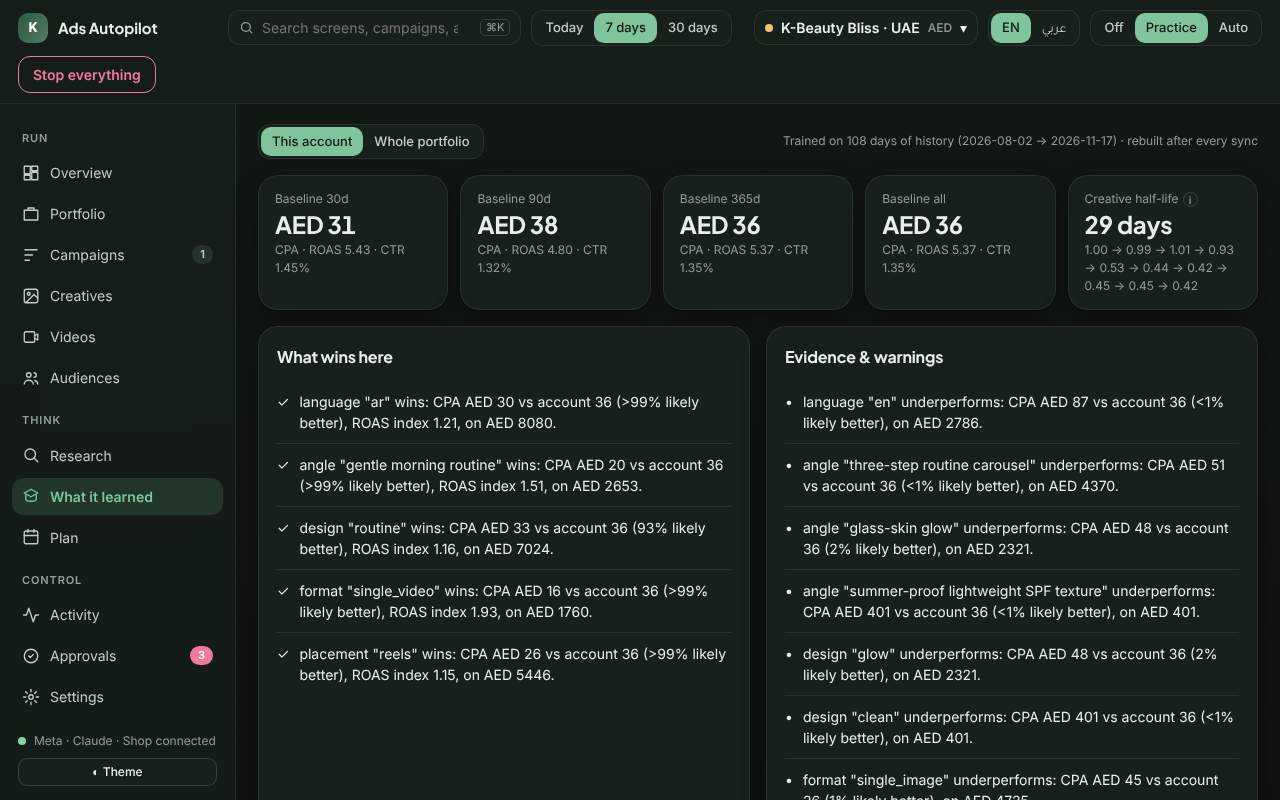 K Ads Autopilot
Search screens, campaigns, a ⌘K
Today 7 days 30 days
K-Beauty Bliss · UAE AED ▾
EN عربي
Off Practice Auto
Stop everything
RUN
Overview
Portfolio
Campaigns 1
Creatives
Videos
Audiences
THINK
Research
What it learned
Plan
CONTROL
Activity
Approvals 3
Settings
Meta · Claude · Shop connected
Theme
This account Whole portfolio
Trained on 108 days of history (2026-08-02 → 2026-11-17) · rebuilt after every sync
Baseline 30d
AED 31
CPA · ROAS 5.43 · CTR
1.45%
Baseline 90d
AED 38
CPA · ROAS 4.80 · CTR
1.32%
Baseline 365d
AED 36
CPA · ROAS 5.37 · CTR
1.35%
Baseline all
AED 36
CPA · ROAS 5.37 · CTR
1.35%
Creative half-life i
29 days
1.00 → 0.99 → 1.01 → 0.93
→ 0.53 → 0.44 → 0.42 →
0.45 → 0.45 → 0.42
What wins here
✓ language "ar" wins: CPA AED 30 vs account 36 (>99% likely
better), ROAS index 1.21, on AED 8080.
✓ angle "gentle morning routine" wins: CPA AED 20 vs account 36
(>99% likely better), ROAS index 1.51, on AED 2653.
✓ design "routine" wins: CPA AED 33 vs account 36 (93% likely
better), ROAS index 1.16, on AED 7024.
✓ format "single_video" wins: CPA AED 16 vs account 36 (>99%
likely better), ROAS index 1.93, on AED 1760.
✓ placement "reels" wins: CPA AED 26 vs account 36 (>99% likely
better), ROAS index 1.15, on AED 5446.
Evidence & warnings
• language "en" underperforms: CPA AED 87 vs account 36 (<1%
likely better), on AED 2786.
• angle "three-step routine carousel" underperforms: CPA AED 51
vs account 36 (<1% likely better), on AED 4370.
• angle "glass-skin glow" underperforms: CPA AED 48 vs account
36 (2% likely better), on AED 2321.
• angle "summer-proof lightweight SPF texture" underperforms:
CPA AED 401 vs account 36 (<1% likely better), on AED 401.
• design "glow" underperforms: CPA AED 48 vs account 36 (2%
likely better), on AED 2321.
• design "clean" underperforms: CPA AED 401 vs account 36 (<1%
likely better), on AED 401.
• format "single_image" underperforms: CPA AED 45 vs account
36 (1% likely better), on AED 4735.